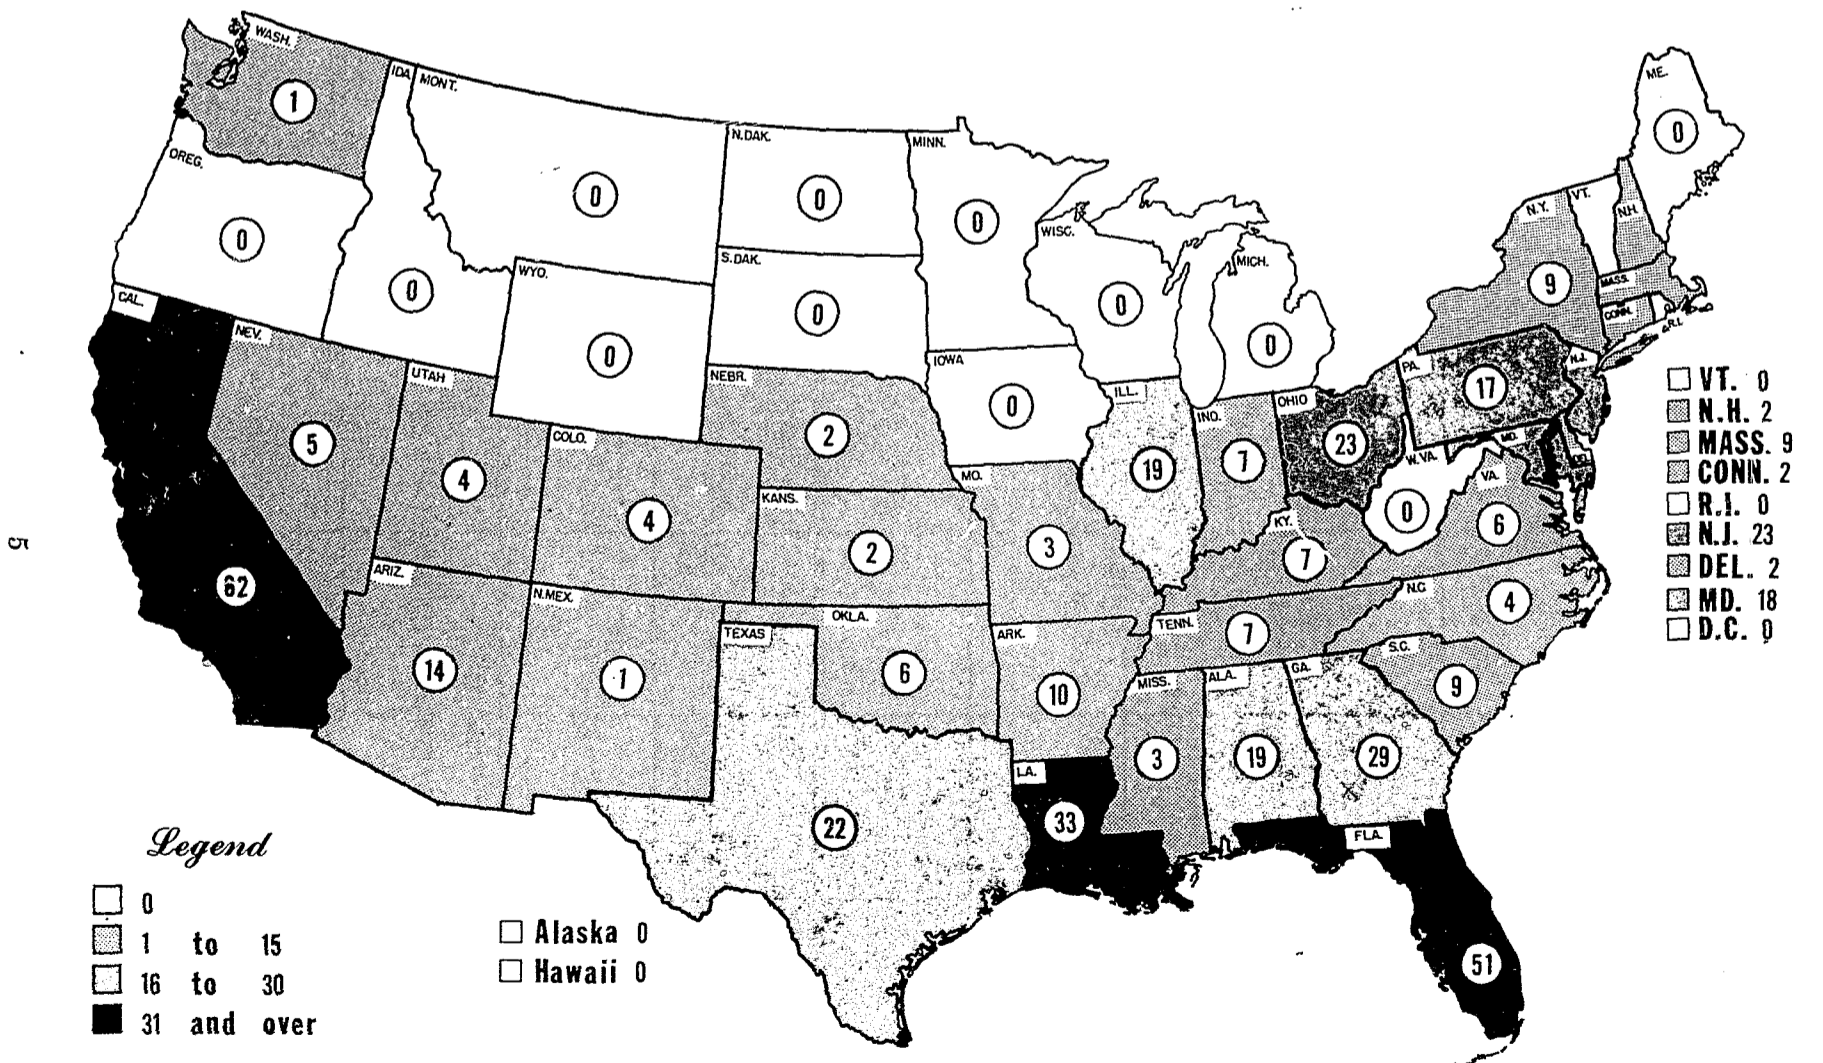 WASH.
1
IDA.
MONT.
0
OREG.
0
0
N.DAK.
0
MINN.
0
WISC.
0
MICH.
0
ME.
0
VT.
N.H.
N.Y.
9
MASS.
CONN.
R.I.
WYO.
0
S.DAK.
0
IOWA
0
CAL.
62
NEV.
5
UTAH
4
COLO.
4
NEBR.
2
KANS.
2
MO.
3
ILL.
19
IND.
7
OHIO
23
PA.
17
N.J.
MD.
W.VA.
0
VA.
6
KY.
7
ARIZ.
14
N.MEX.
1
TEXAS
22
OKLA.
6
ARK.
10
TENN.
7
N.C.
4
S.C.
9
MISS.
3
ALA.
19
GA.
29
LA.
33
FLA.
51
VT. 0
N.H. 2
MASS. 9
CONN. 2
R.I. 0
N.J. 23
DEL. 2
MD. 18
D.C. 0
Legend
0
1 to 15
16 to 30
31 and over
Alaska 0
Hawaii 0
5